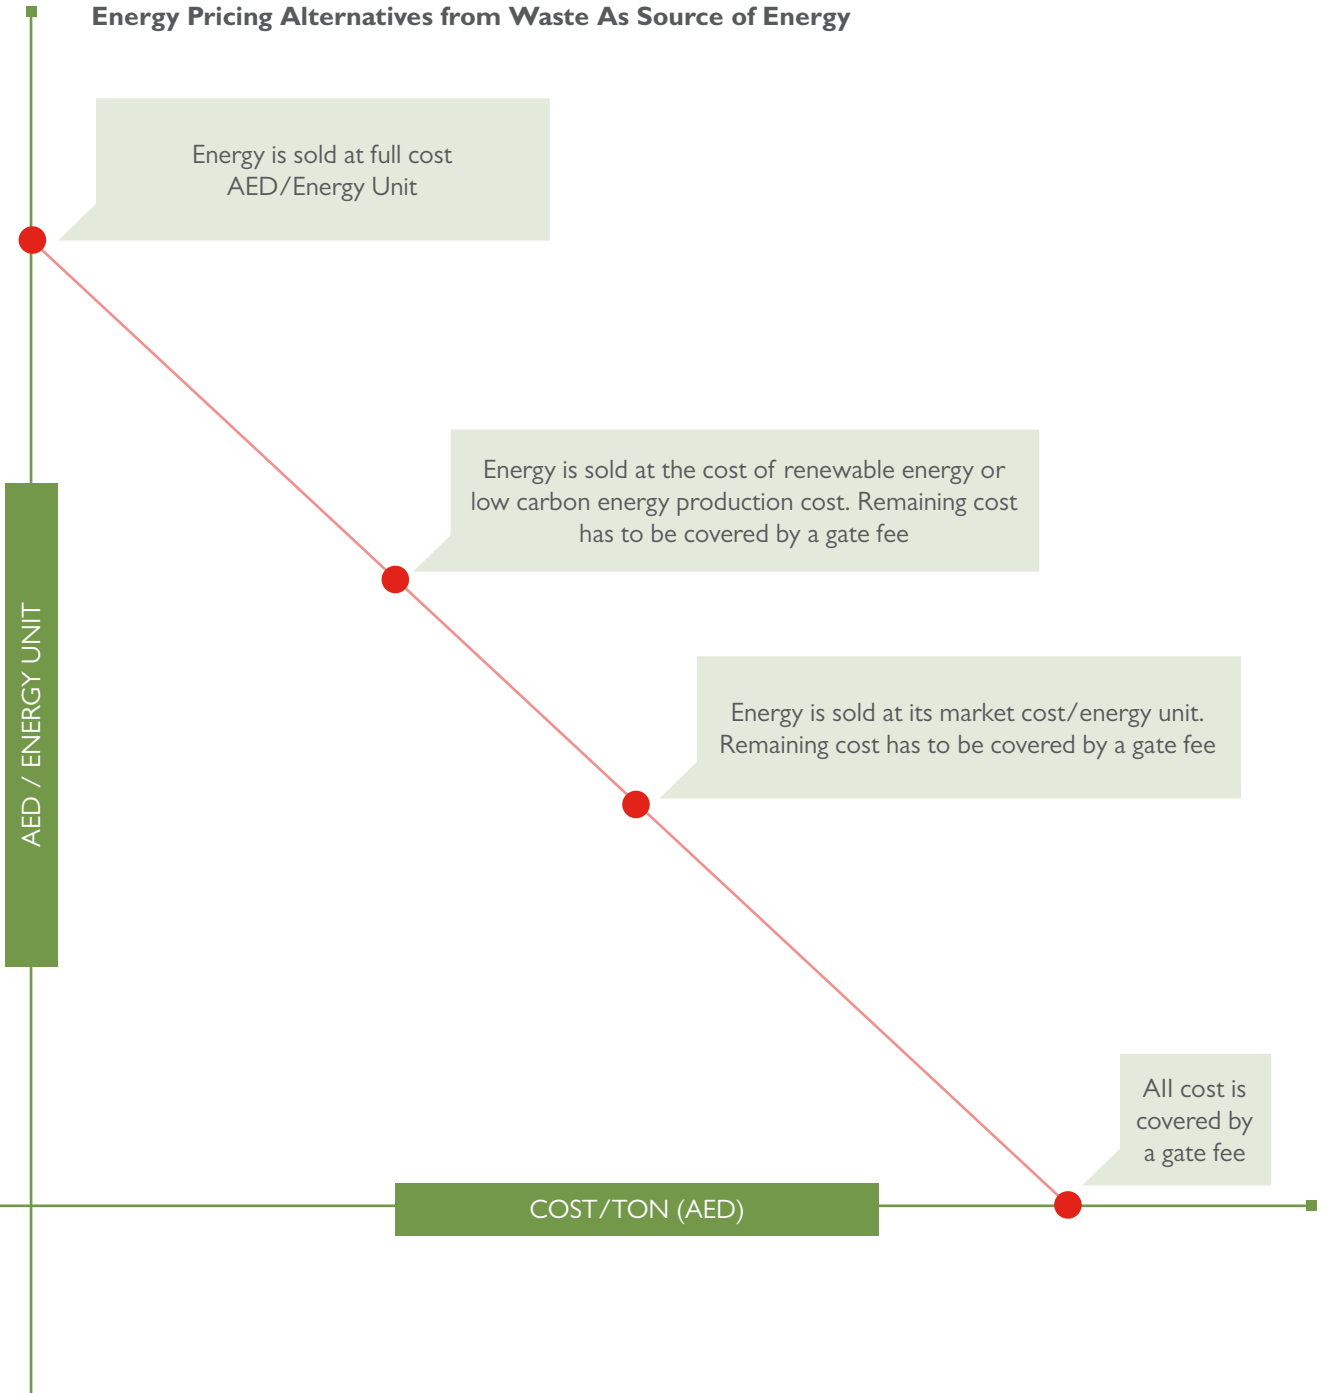 Energy Pricing Alternatives from Waste As Source of Energy
Energy is sold at full cost
AED/Energy Unit
Energy is sold at the cost of renewable energy or
low carbon energy production cost. Remaining cost
has to be covered by a gate fee
AED / ENERGY UNIT
Energy is sold at its market cost/energy unit.
Remaining cost has to be covered by a gate fee
All cost is
covered by
a gate fee
COST/TON (AED)